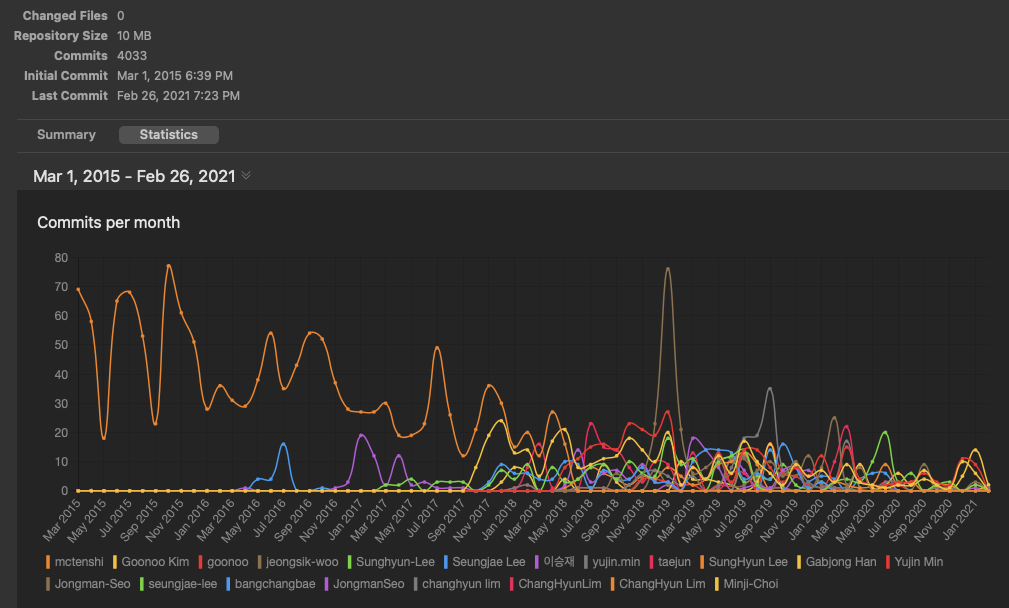 Changed Files 0
Repository Size 10 MB
Commits 4033
Initial Commit Mar 1, 2015 6:39 PM
Last Commit Feb 26, 2021 7:23 PM
Summary Statistics
Mar 1, 2015 - Feb 26, 2021
Commits per month
80
70
60
50
40
30
20
10
0
Mar 2015 May 2015 Jul 2015 Sep 2015 Nov 2015 Jan 2016 Mar 2016 May 2016 Jul 2016 Sep 2016 Nov 2016 Jan 2017 Mar 2017 May 2017 Jul 2017 Sep 2017 Nov 2017 Jan 2018 Mar 2018 May 2018 Jul 2018 Sep 2018 Nov 2018 Jan 2019 Mar 2019 May 2019 Jul 2019 Sep 2019 Nov 2019 Jan 2020 Mar 2020 May 2020 Jul 2020 Sep 2020 Nov 2020 Jan 2021
mctenshi Goonoo Kim goonoo jeongsik-woo Sunghyun-Lee Seungjae Lee 이승재 yujin.min taejun SungHyun Lee Gabjong Han Yujin Min
Jongman-Seo seungjae-lee bangchangbae JongmanSeo changhyun lim ChangHyunLim ChangHyun Lim Minji-Choi